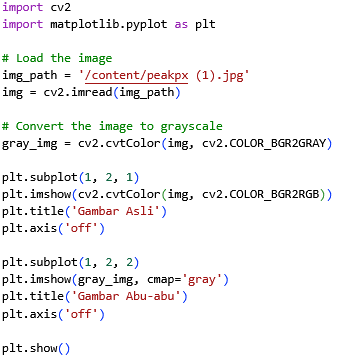 import cv2
import matplotlib.pyplot as plt

# Load the image
img_path = '/content/peakpx (1).jpg'
img = cv2.imread(img_path)

# Convert the image to grayscale
gray_img = cv2.cvtColor(img, cv2.COLOR_BGR2GRAY)

plt.subplot(1, 2, 1)
plt.imshow(cv2.cvtColor(img, cv2.COLOR_BGR2RGB))
plt.title('Gambar Asli')
plt.axis('off')

plt.subplot(1, 2, 2)
plt.imshow(gray_img, cmap='gray')
plt.title('Gambar Abu-abu')
plt.axis('off')

plt.show()